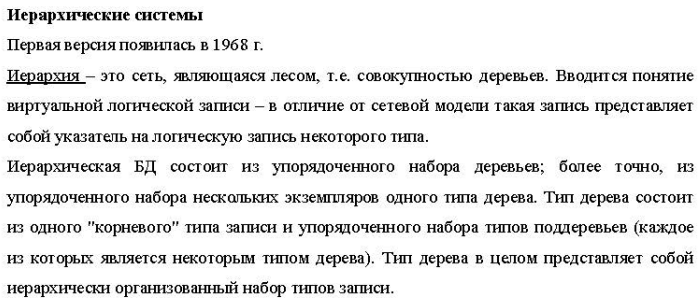 Иерархические системы
Первая версия появилась в 1968 г.
Иерархия – это сеть, являющаяся лесом, т.е. совокупностью деревьев. Вводится понятие
виртуальной логической записи – в отличие от сетевой модели такая запись представляет
собой указатель на логическую запись некоторого типа.
Иерархическая БД состоит из упорядоченного набора деревьев; более точно, из
упорядоченного набора нескольких экземпляров одного типа дерева. Тип дерева состоит
из одного "корневого" типа записи и упорядоченного набора типов поддеревьев (каждое
из которых является некоторым типом дерева). Тип дерева в целом представляет собой
иерархически организованный набор типов записи.